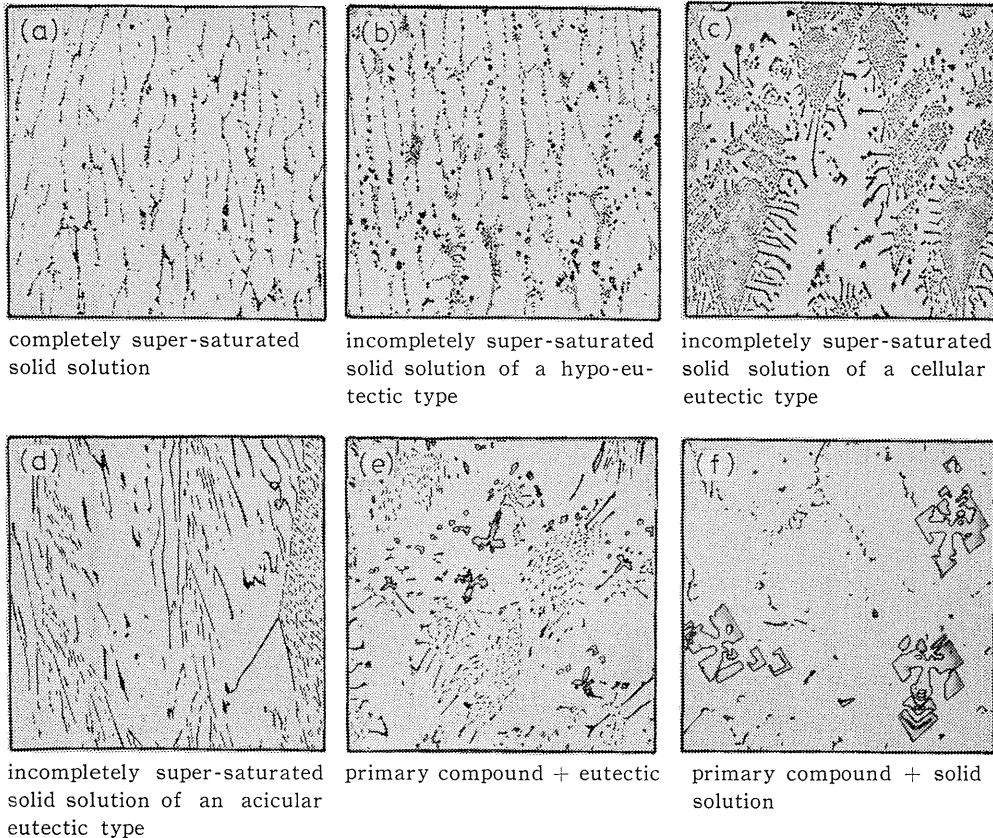 (a)
(b)
(c)
completely super-saturated
solid solution
incompletely super-saturated
solid solution of a hypo-eu-
tectic type
incompletely super-saturated
solid solution of a cellular
eutectic type
(d)
(e)
(f)
incompletely super-saturated
solid solution of an acicular
eutectic type
primary compound + eutectic
primary compound + solid
solution